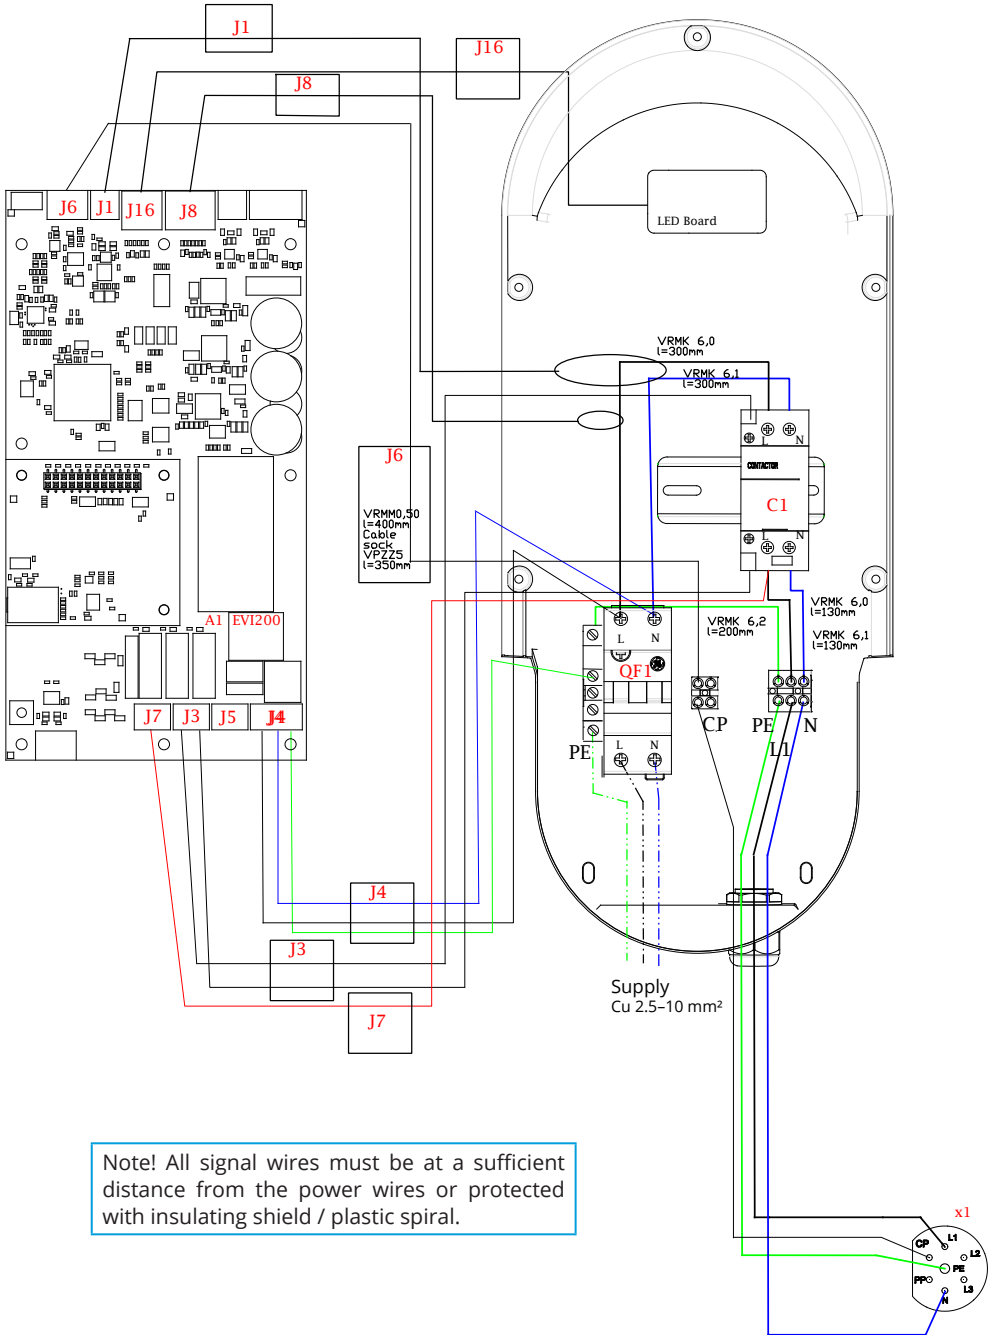 J1
J16
J8
J6
J1
J16
J8
LED Board
VRMK 6,0
l=300mm
VRMK 6,1
l=300mm
L
N
CONTACTOR
C1
L
N
J6
VRMM0,50
l=400mm
Cable
sock
VPZZ5
l=350mm
A1
EVI200
VRMK 6,0
l=130mm
VRMK 6,2
l=200mm
VRMK 6,1
l=130mm
L
N
QF1
J7
J3
J5
J4
CP
PE
N
L1
PE
L
N
J4
J3
J7
Supply
Cu 2.5–10 mm²
Note! All signal wires must be at a sufficient
distance from the power wires or protected
with insulating shield / plastic spiral.
x1
L1
CP
L2
PE
PP
L3
N